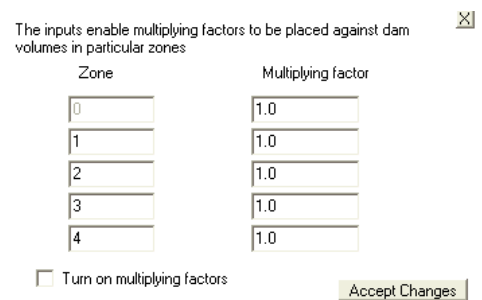 The inputs enable multiplying factors to be placed against dam
volumes in particular zones
Zone Multiplying factor
0 1.0
1 1.0
2 1.0
3 1.0
4 1.0
Turn on multiplying factors
Accept Changes